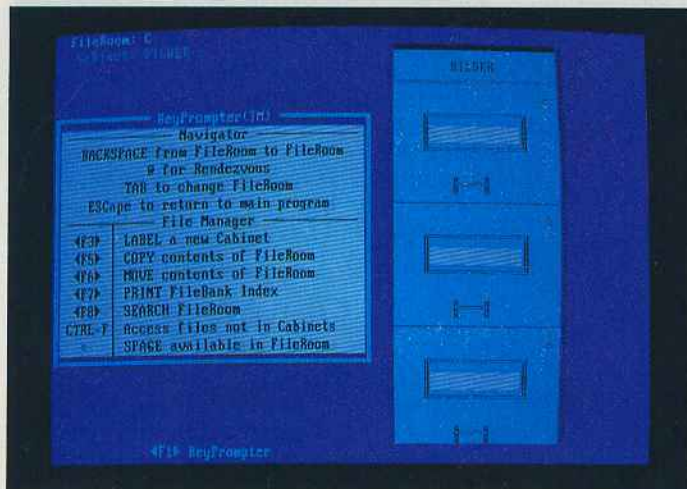 FileRoom: C
Cabinet: BILDER
BILDER
KeyPrompter(TM)
Navigator
BACKSPACE from FileRoom to FileRoom
@ for Rendezvous
TAB to change FileRoom
ESCape to return to main program
File Manager
◄F3► LABEL a new Cabinet
◄F5► COPY contents of FileRoom
◄F6► MOVE contents of FileRoom
◄F7► PRINT FileBank Index
◄F8► SEARCH FileRoom
CTRL-F Access files not in Cabinets
SPACE available in FileRoom
◄F1► KeyPrompter